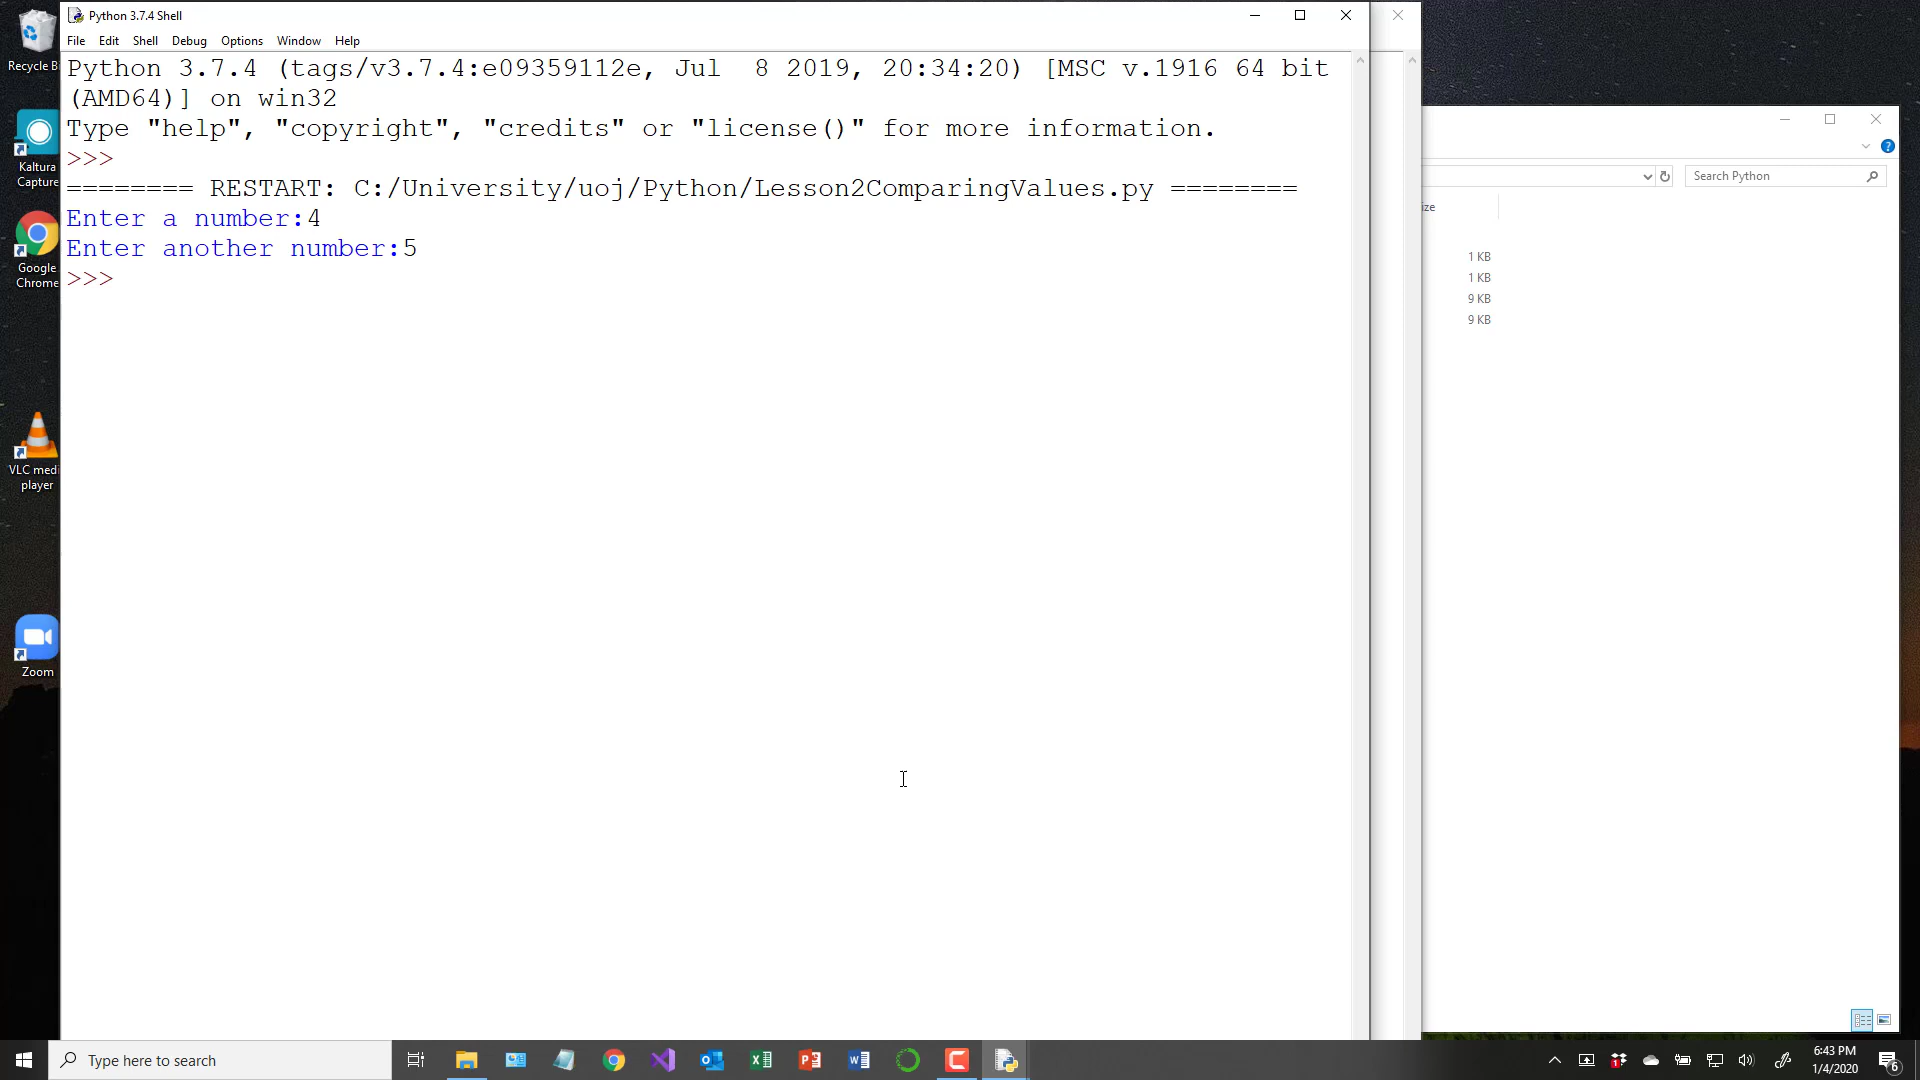 Python 3.7.4 Shell
File Edit Shell Debug Options Window Help
Python 3.7.4 (tags/v3.7.4:e09359112e, Jul  8 2019, 20:34:20) [MSC v.1916 64 bit
(AMD64)] on win32
Type "help", "copyright", "credits" or "license()" for more information.
>>>
======== RESTART: C:/University/uoj/Python/Lesson2ComparingValues.py ========
Enter a number:4
Enter another number:5
>>>
Recycle Bi
Kaltura
Capture
Google
Chrome
VLC medi
player
Zoom
Search Python
ize
1 KB
1 KB
9 KB
9 KB
Type here to search
6:43 PM
1/4/2020
6